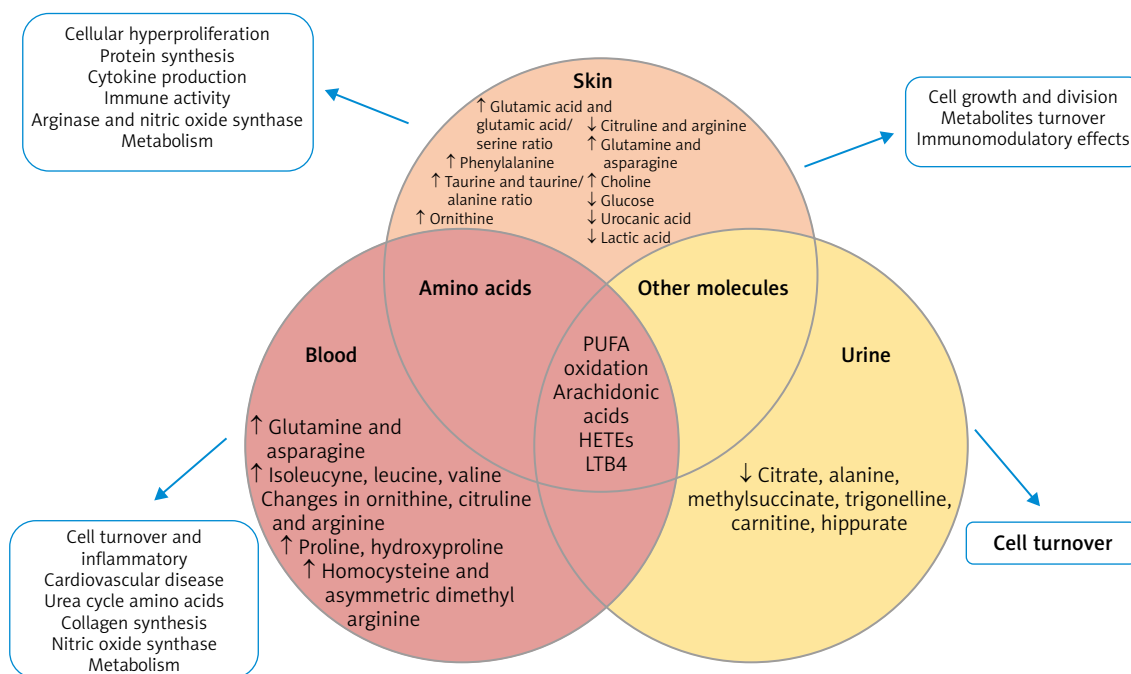 Cellular hyperproliferation
Protein synthesis
Cytokine production
Immune activity
Arginase and nitric oxide synthase
Metabolism
Skin
↑ Glutamic acid and
glutamic acid/
serine ratio
↑ Phenylalanine
↑ Taurine and taurine/
alanine ratio
↑ Ornithine
↓ Citruline and arginine
↑ Glutamine and
asparagine
↑ Choline
↓ Glucose
↓ Urocanic acid
↓ Lactic acid
Cell growth and division
Metabolites turnover
Immunomodulatory effects
Amino acids
Other molecules
Blood
↑ Glutamine and
asparagine
↑ Isoleucyne, leucine, valine
Changes in ornithine, citruline
and arginine
↑ Proline, hydroxyproline
↑ Homocysteine and
asymmetric dimethyl
arginine
PUFA
oxidation
Arachidonic
acids
HETEs
LTB4
Urine
↓ Citrate, alanine,
methylsuccinate, trigonelline,
carnitine, hippurate
Cell turnover and
inflammatory
Cardiovascular disease
Urea cycle amino acids
Collagen synthesis
Nitric oxide synthase
Metabolism
Cell turnover